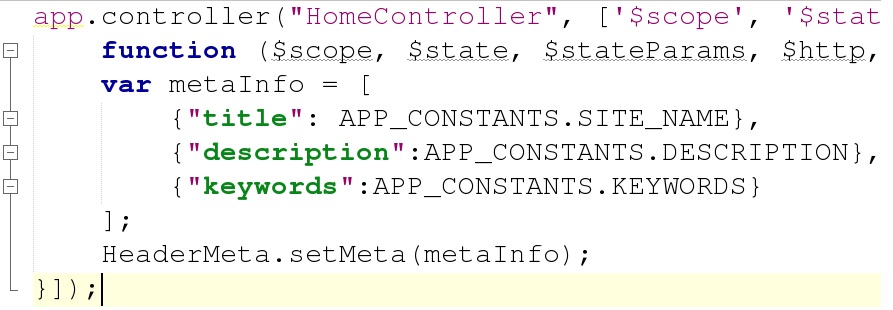 app.controller("HomeController", ['$scope', '$stat
function ($scope, $state, $stateParams, $http,
var metaInfo = [
{"title": APP_CONSTANTS.SITE_NAME},
{"description":APP_CONSTANTS.DESCRIPTION},
{"keywords":APP_CONSTANTS.KEYWORDS}
];
HeaderMeta.setMeta(metaInfo);
}]);